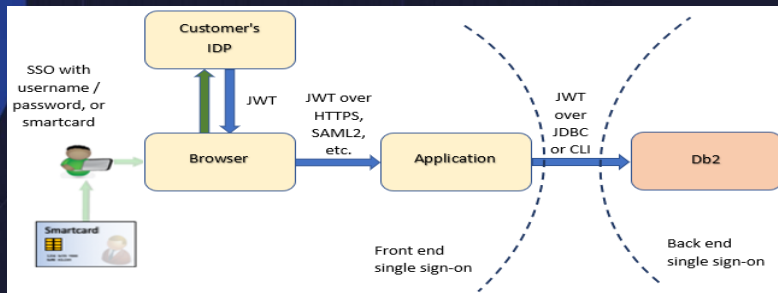 Customer's
IDP
SSO with
username /
password, or
smartcard
JWT
JWT over
HTTPS,
SAML2,
etc.
JWT
over
JDBC
or CLI
Browser
Application
Db2
Smartcard
Front end
single sign-on
Back end
single sign-on